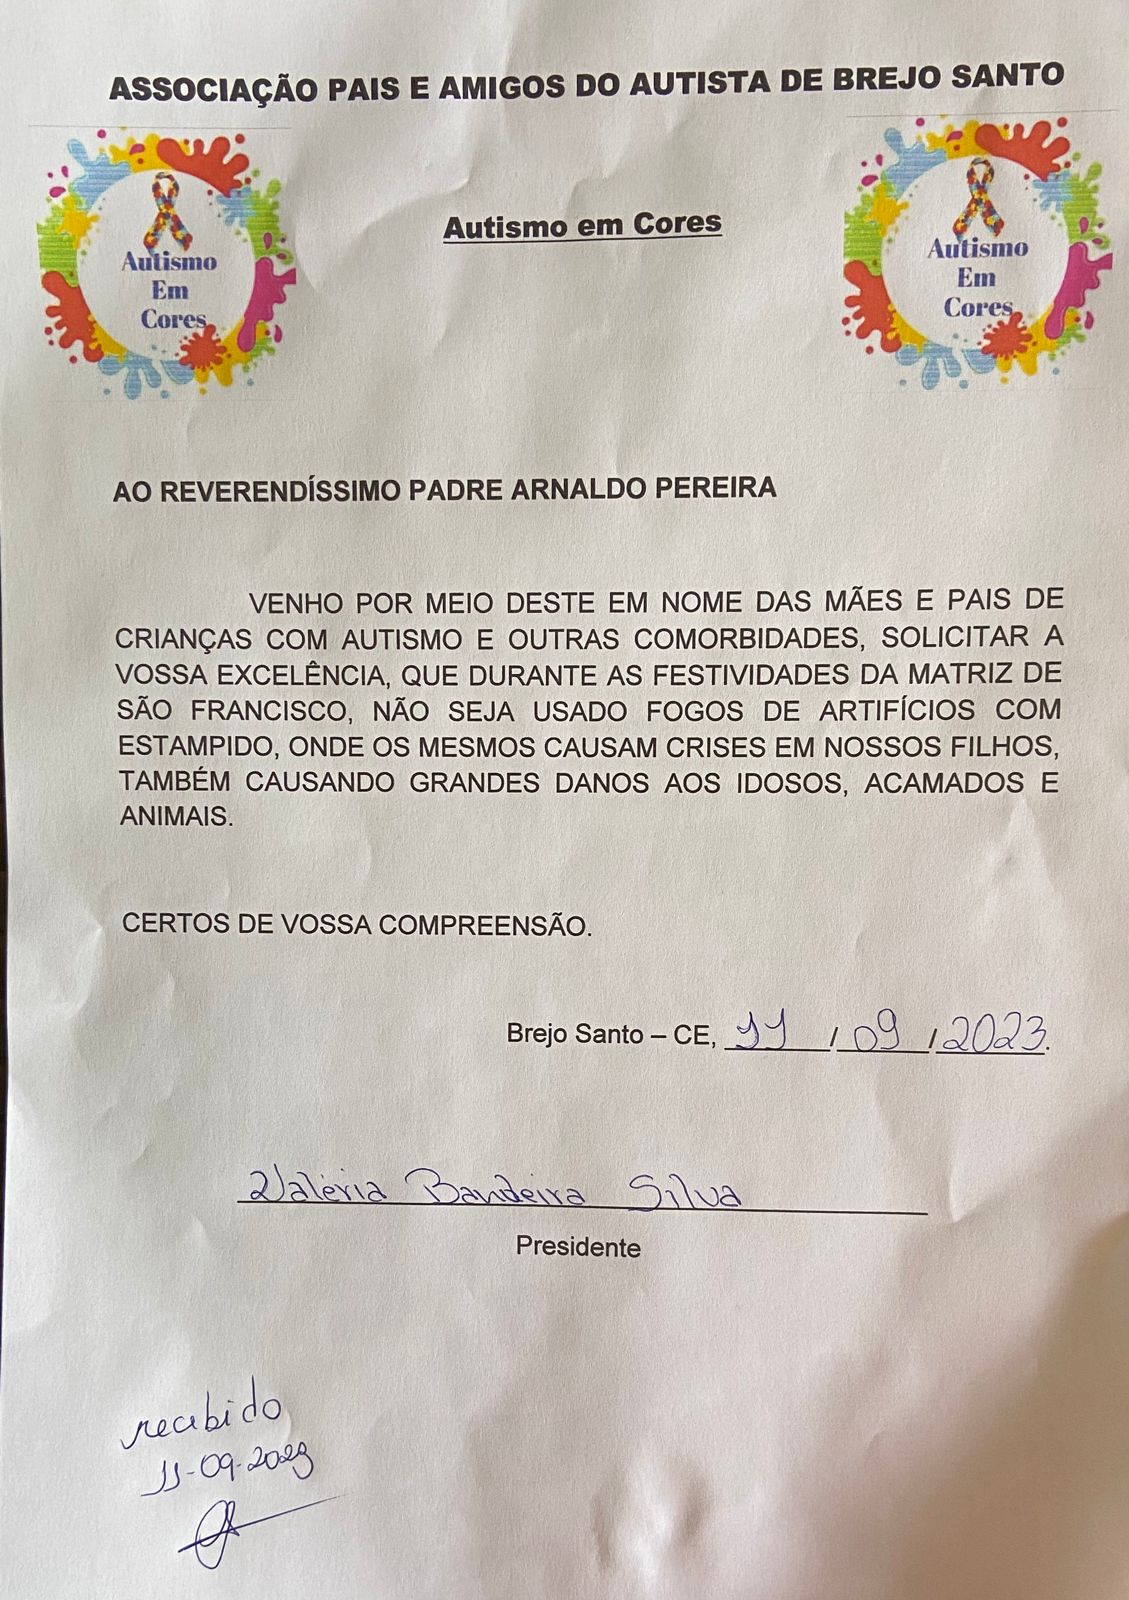 ASSOCIAÇÃO PAIS E AMIGOS DO AUTISTA DE BREJO SANTO
Autismo
Em
Cores
Autismo em Cores
Autismo
Em
Cores
AO REVERENDÍSSIMO PADRE ARNALDO PEREIRA
VENHO POR MEIO DESTE EM NOME DAS MÃES E PAIS DE
CRIANÇAS COM AUTISMO E OUTRAS COMORBIDADES, SOLICITAR A
VOSSA EXCELÊNCIA, QUE DURANTE AS FESTIVIDADES DA MATRIZ DE
SÃO FRANCISCO, NÃO SEJA USADO FOGOS DE ARTIFÍCIOS COM
ESTAMPIDO, ONDE OS MESMOS CAUSAM CRISES EM NOSSOS FILHOS,
TAMBÉM CAUSANDO GRANDES DANOS AOS IDOSOS, ACAMADOS E
ANIMAIS.
CERTOS DE VOSSA COMPREENSÃO.
Brejo Santo – CE, 11 / 09 / 2023.
Valéria Bandeira Silva
Presidente
recebido
11-09-2023